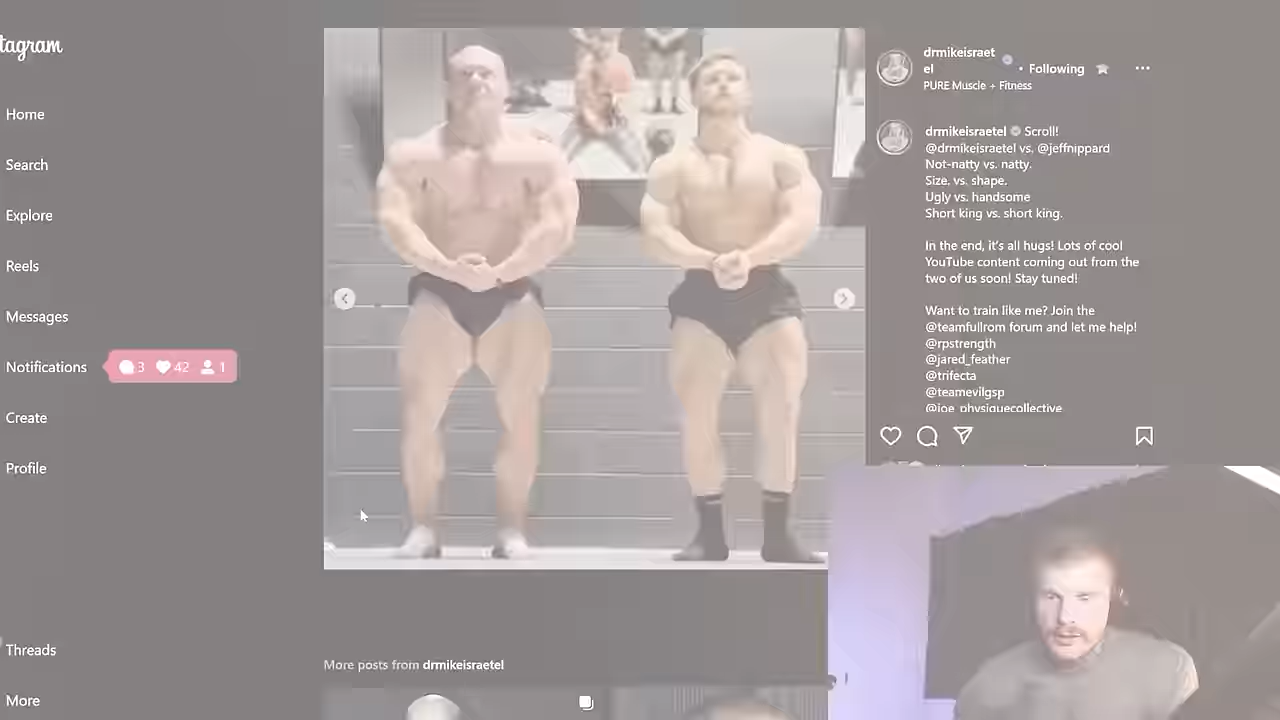 tagram
Home
Search
Explore
Reels
Messages
Notifications
3 42 1
Create
Profile
Threads
More
drmikeisraet
el
• Following
PURE Muscle + Fitness
drmikeisraetel Scroll!
@drmikeisraetel vs. @jeffnippard
Not-natty vs. natty.
Size. vs. shape.
Ugly vs. handsome
Short king vs. short king.
In the end, it's all hugs! Lots of cool
YouTube content coming out from the
two of us soon! Stay tuned!
Want to train like me? Join the
@teamfullrom forum and let me help!
@rpstrength
@jared_feather
@trifecta
@teamevilgsp
@joe_physiquecollective
More posts from drmikeisraetel